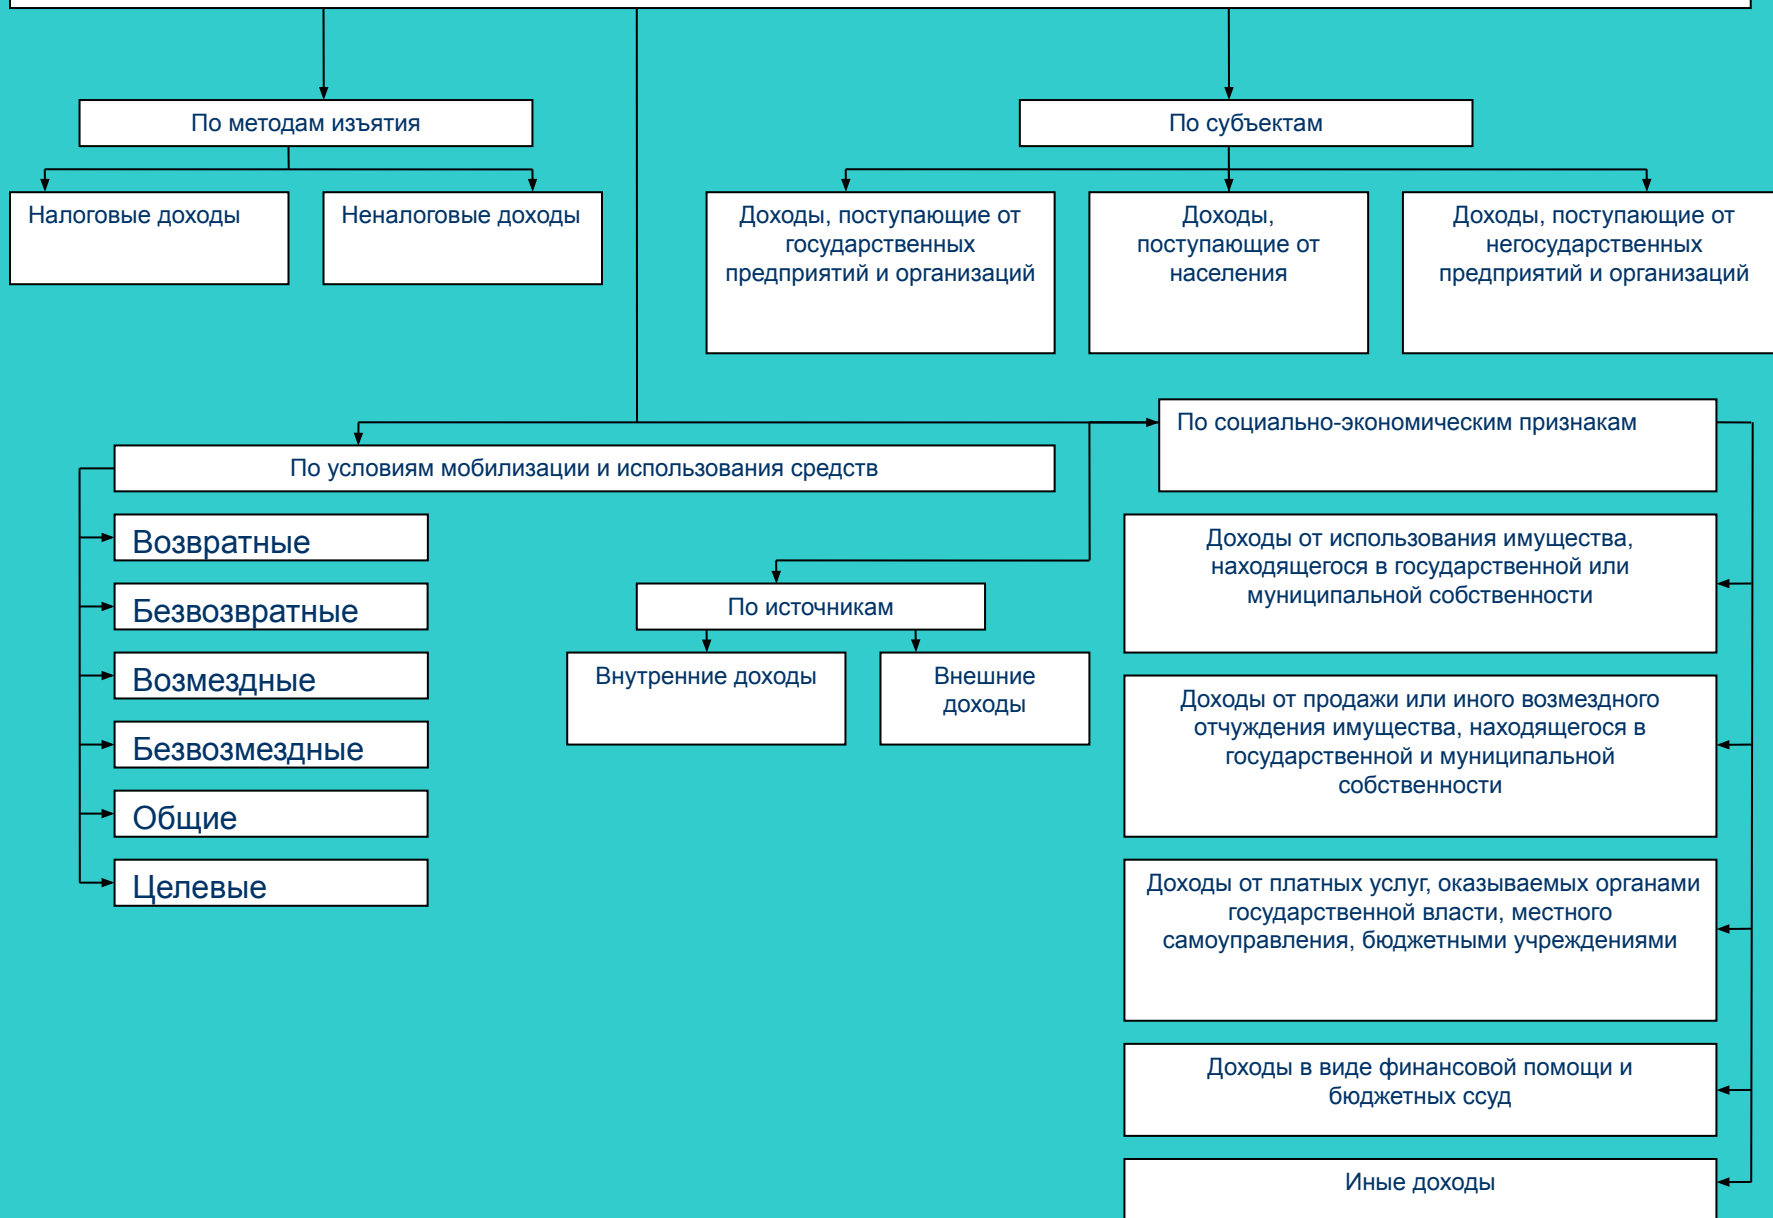 По методам изъятия
По субъектам
Налоговые доходы
Неналоговые доходы
Доходы, поступающие от
государственных
предприятий и организаций
Доходы,
поступающие от
населения
Доходы, поступающие от
негосударственных
предприятий и организаций
По социально-экономическим признакам
По условиям мобилизации и использования средств
Возвратные
Безвозвратные
Возмездные
Безвозмездные
Общие
Целевые
По источникам
Внутренние доходы
Внешние
доходы
Доходы от использования имущества,
находящегося в государственной или
муниципальной собственности
Доходы от продажи или иного возмездного
отчуждения имущества, находящегося в
государственной и муниципальной
собственности
Доходы от платных услуг, оказываемых органами
государственной власти, местного
самоуправления, бюджетными учреждениями
Доходы в виде финансовой помощи и
бюджетных ссуд
Иные доходы